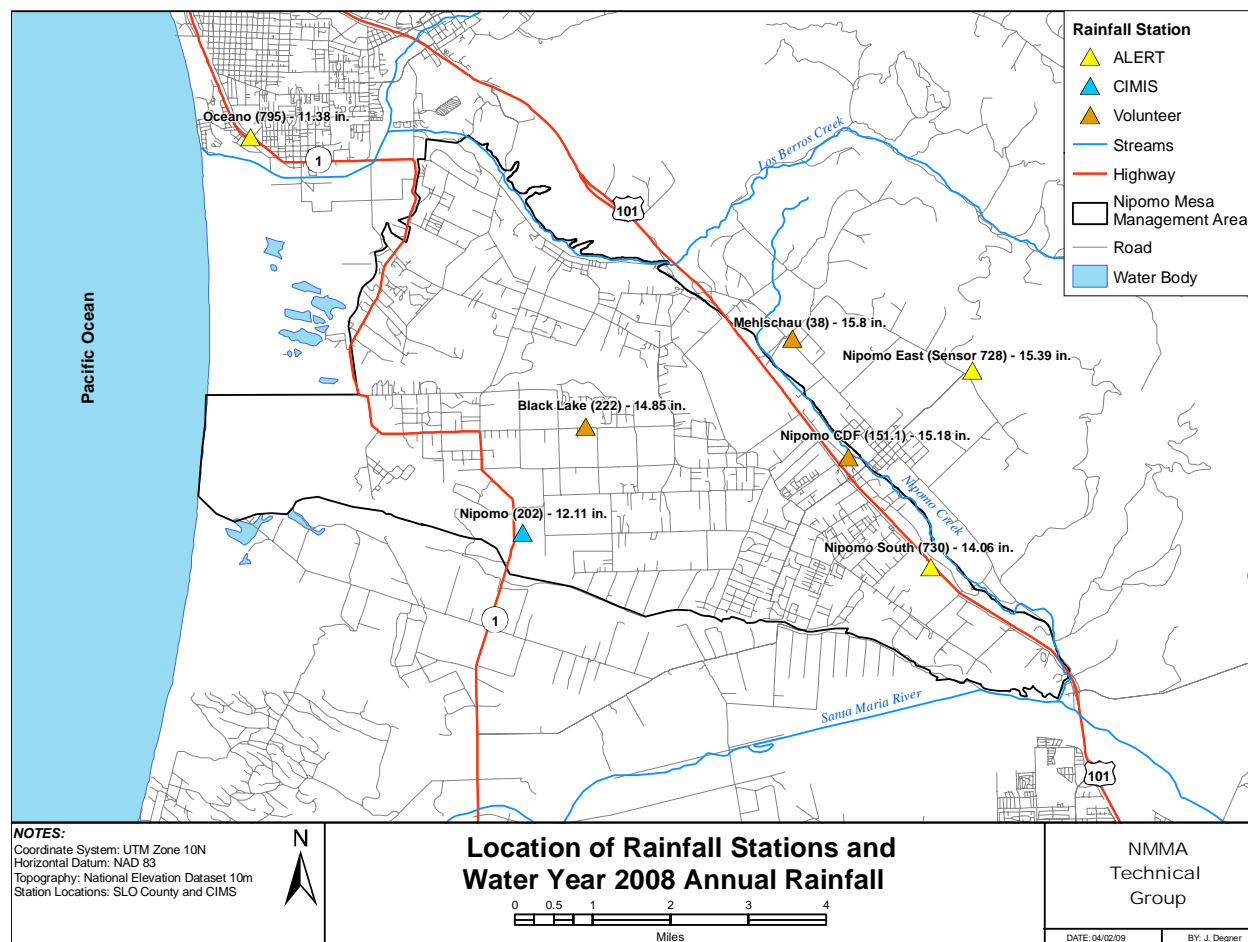 Rainfall Station
ALERT
CIMIS
Volunteer
Streams
Highway
Nipomo Mesa
Management Area
Road
Water Body
Oceano (795) - 11.38 in.
1
101
Los Berros Creek
Pacific Ocean
Mehlschau (38) - 15.8 in.
Nipomo East (Sensor 728) - 15.39 in.
Black Lake (222) - 14.85 in.
Nipomo CDF (151.1) - 15.18 in.
Nipomo Creek
Nipomo (202) - 12.11 in.
Nipomo South (730) - 14.06 in.
1
Santa Maria River
101
NOTES:
Coordinate System: UTM Zone 10N
Horizontal Datum: NAD 83
Topography: National Elevation Dataset 10m
Station Locations: SLO County and CIMS
N
Location of Rainfall Stations and
Water Year 2008 Annual Rainfall
0 0.5 1 2 3 4
Miles
NMMA
Technical
Group
DATE: 04/02/09 BY: J. Degner